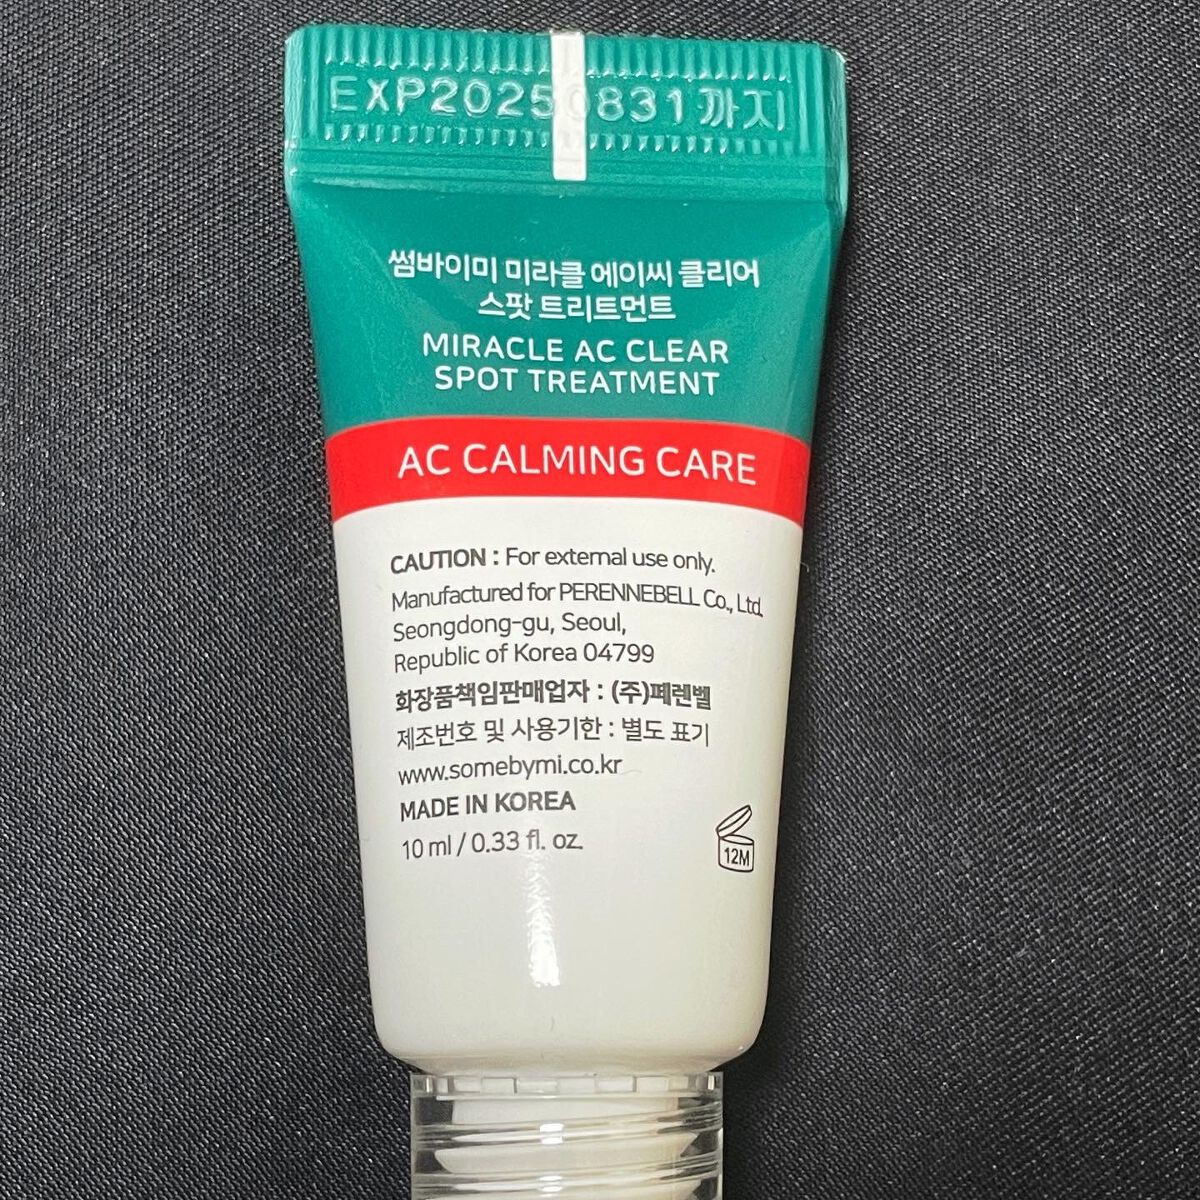 EXP20250831까지
썸바이미 미라클 에이씨 클리어
스팟 트리트먼트
MIRACLE AC CLEAR
SPOT TREATMENT
AC CALMING CARE
CAUTION : For external use only.
Manufactured for PERENNEBELL Co., Ltd.
Seongdong-gu, Seoul,
Republic of Korea 04799
화장품책임판매업자 : (주)페렌벨
제조번호 및 사용기한 : 별도 표기
www.somebymi.co.kr
MADE IN KOREA
10 ml / 0.33 fl. oz.
12M